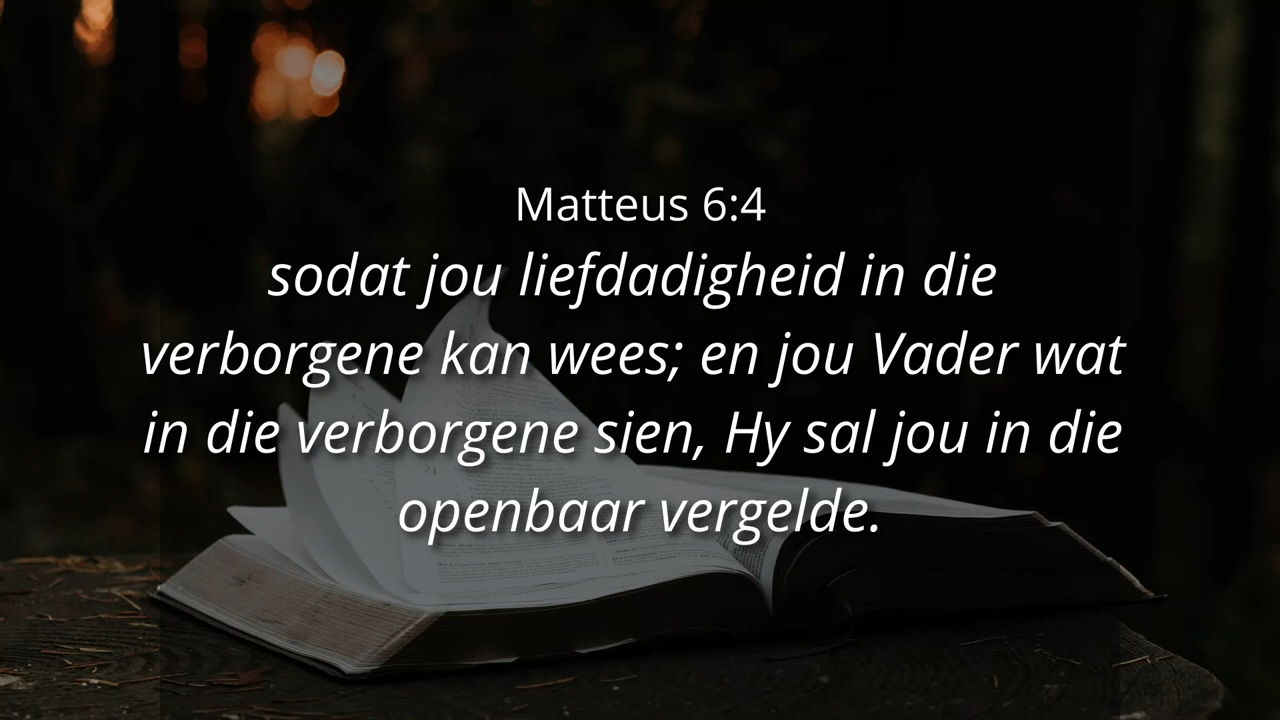 Matteus 6:4
sodat jou liefdadigheid in die
verborgene kan wees; en jou Vader wat
in die verborgene sien, Hy sal jou in die
openbaar vergelde.